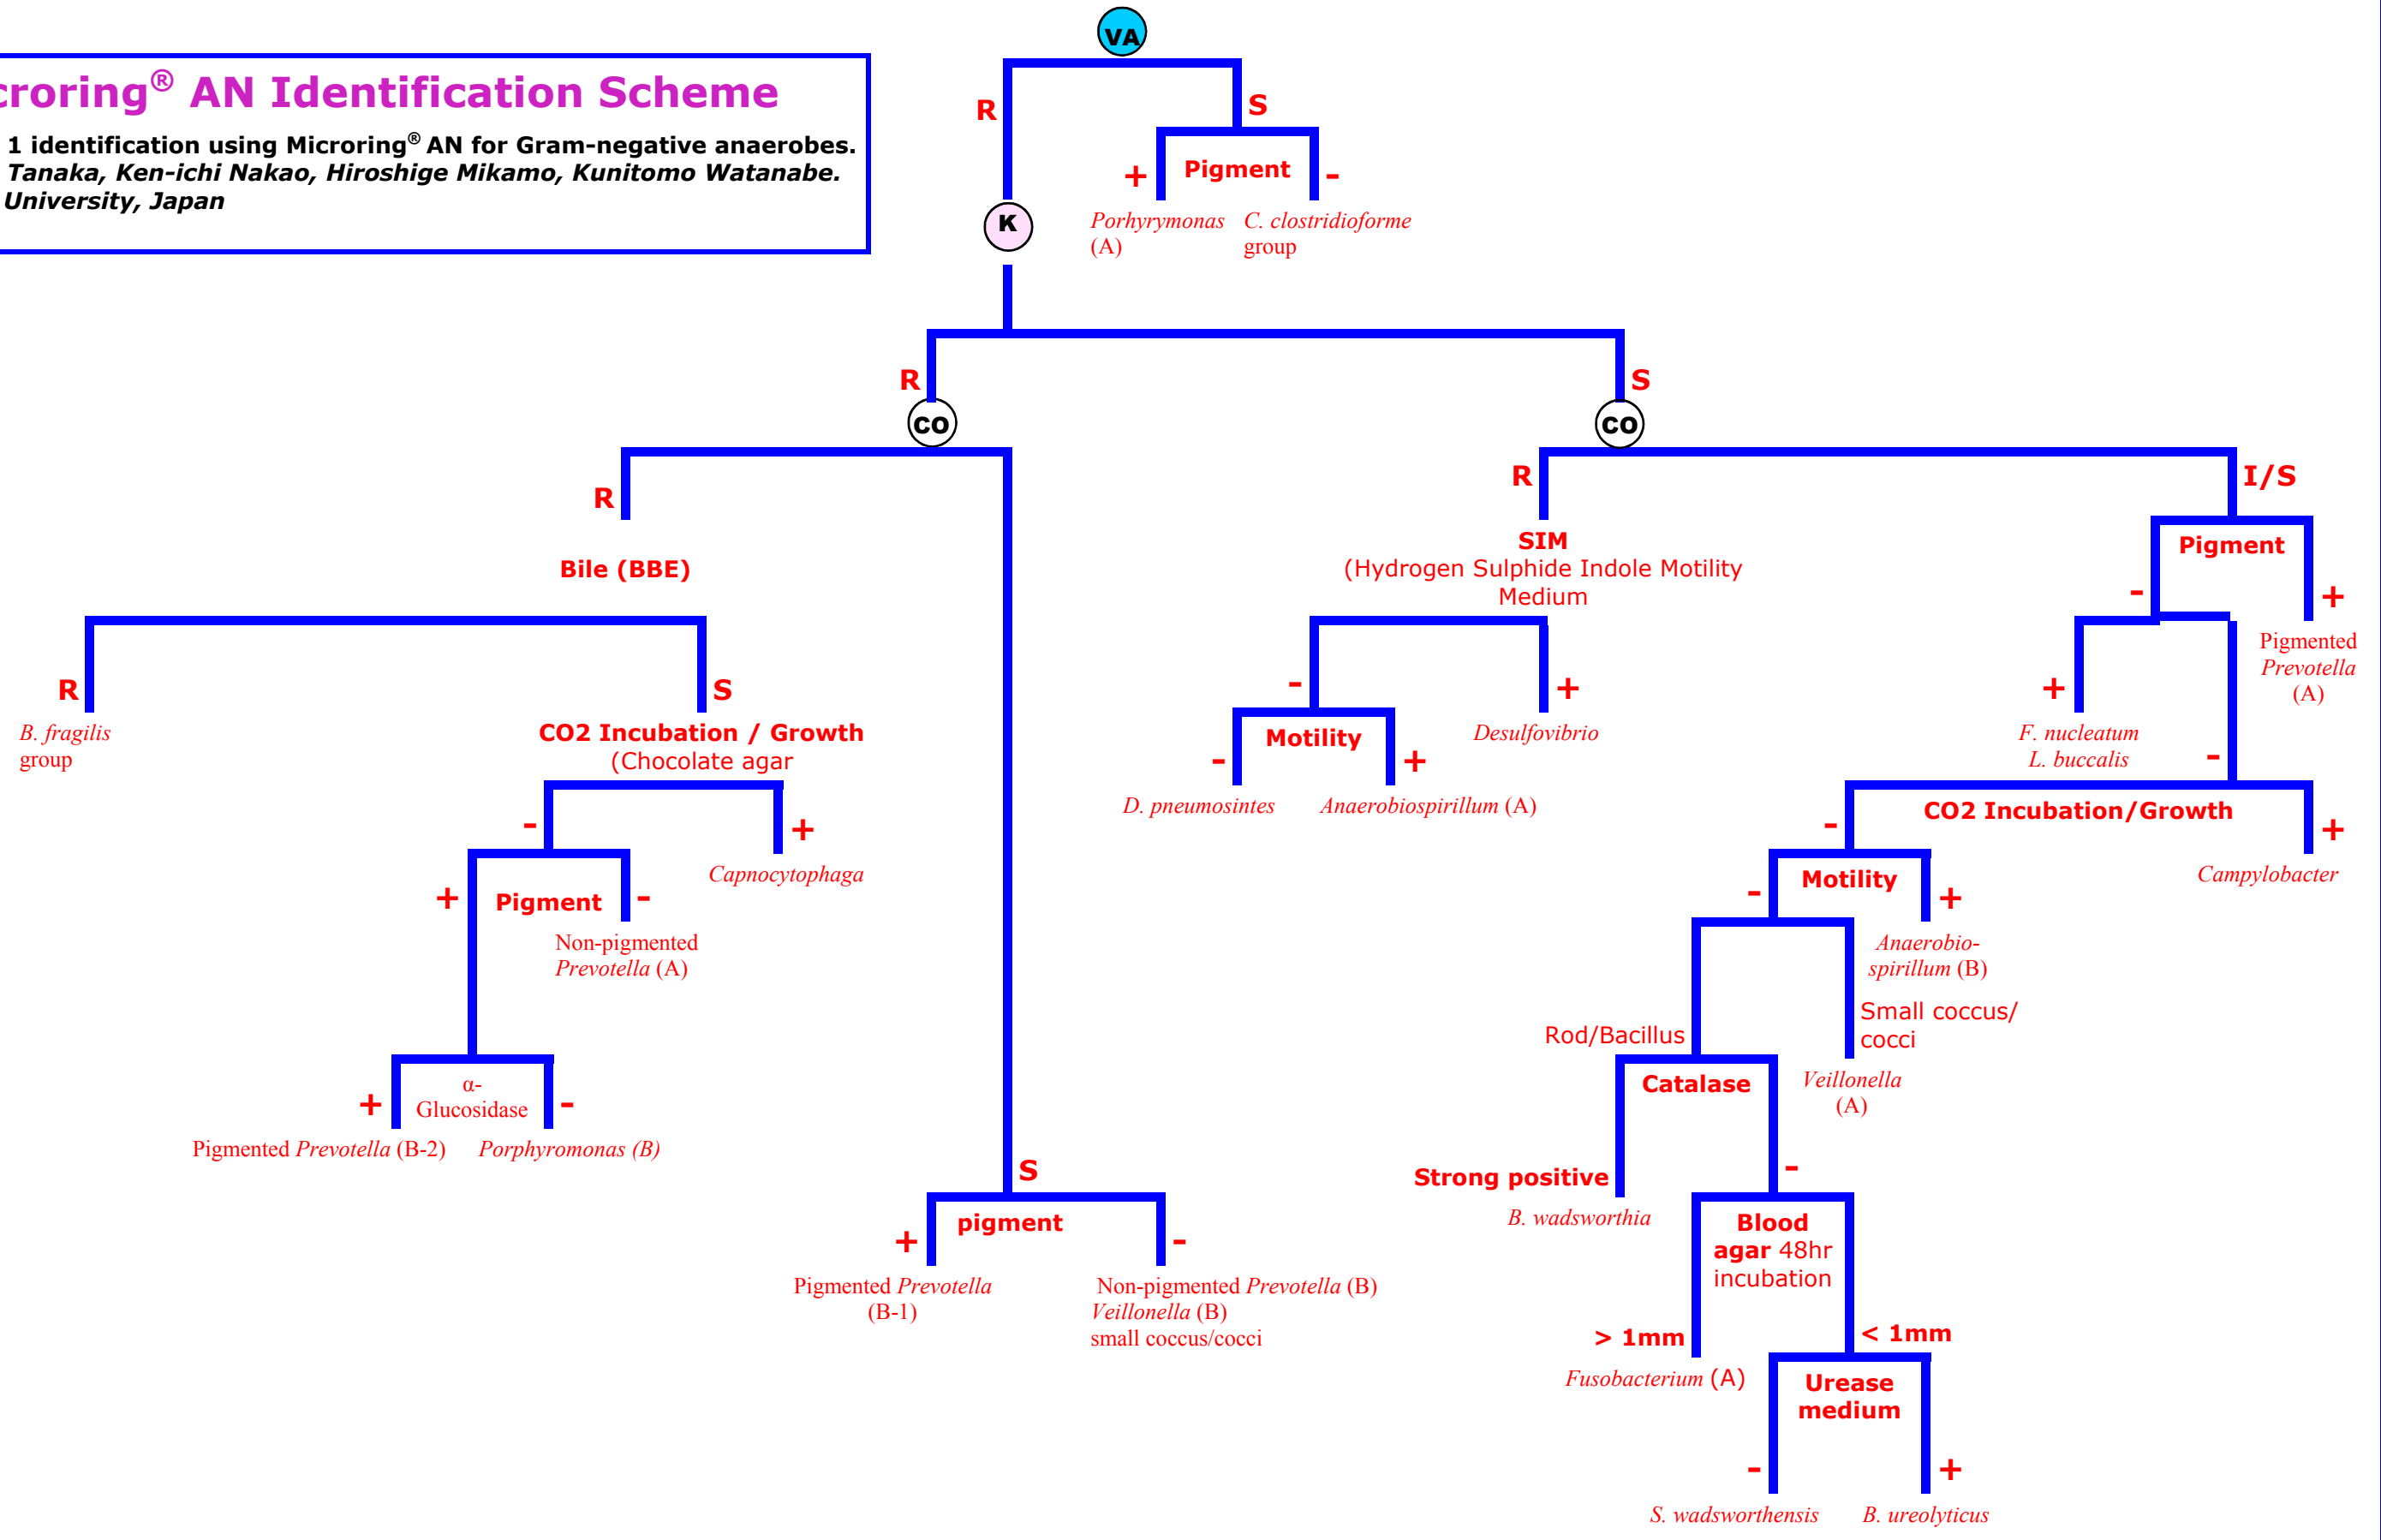 VA
croring® AN Identification Scheme
1 identification using Microring® AN for Gram-negative anaerobes.
Tanaka, Ken-ichi Nakao, Hiroshige Mikamo, Kunitomo Watanabe.
University, Japan
R
S
+
Pigment
-
Porhyrymonas
(A)
C. clostridioforme
group
K
R
S
CO
CO
R
R
I/S
Bile (BBE)
SIM
(Hydrogen Sulphide Indole Motility
Medium
Pigment
-
+
Pigmented
Prevotella
(A)
R
S
-
+
+
B. fragilis
group
CO2 Incubation / Growth
(Chocolate agar
Motility
-
+
D. pneumosintes
Anaerobiospirillum (A)
Desulfovibrio
F. nucleatum
L. buccalis
-
-
+
Capnocytophaga
CO2 Incubation/Growth
-
+
Campylobacter
+
Pigment
-
Non-pigmented
Prevotella (A)
Motility
-
+
Anaerobio-
spirillum (B)
Rod/Bacillus
Small coccus/
cocci
α-
Glucosidase
+
-
Pigmented Prevotella (B-2)
Porphyromonas (B)
Catalase
Veillonella
(A)
S
Strong positive
-
B. wadsworthia
pigment
+
-
Pigmented Prevotella
(B-1)
Non-pigmented Prevotella (B)
Veillonella (B)
small coccus/cocci
Blood
agar 48hr
incubation
> 1mm
< 1mm
Fusobacterium (A)
Urease
medium
-
+
S. wadsworthensis
B. ureolyticus